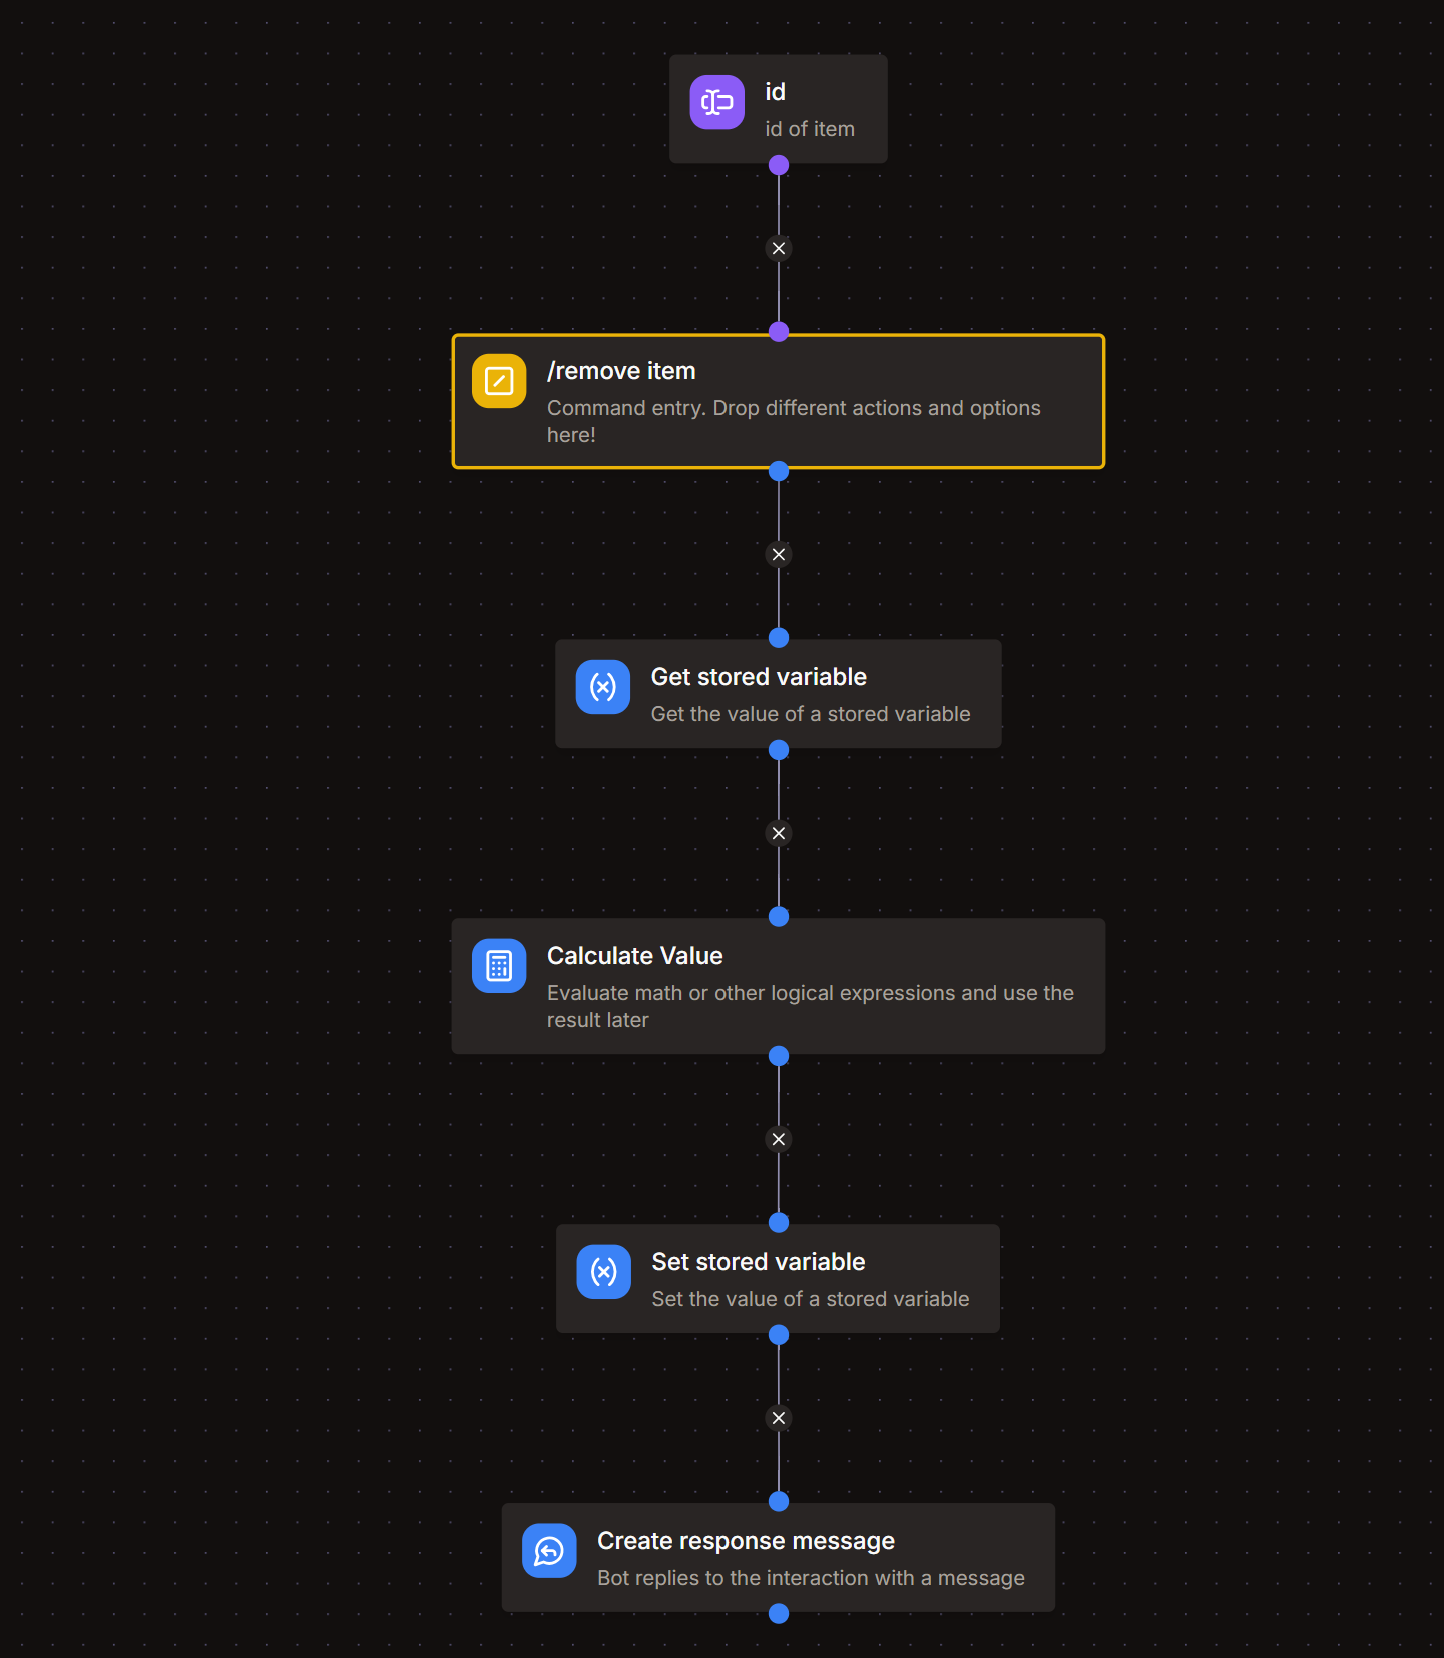 id
id of item
/remove item
Command entry. Drop different actions and options
here!
Get stored variable
Get the value of a stored variable
Calculate Value
Evaluate math or other logical expressions and use the
result later
Set stored variable
Set the value of a stored variable
Create response message
Bot replies to the interaction with a message